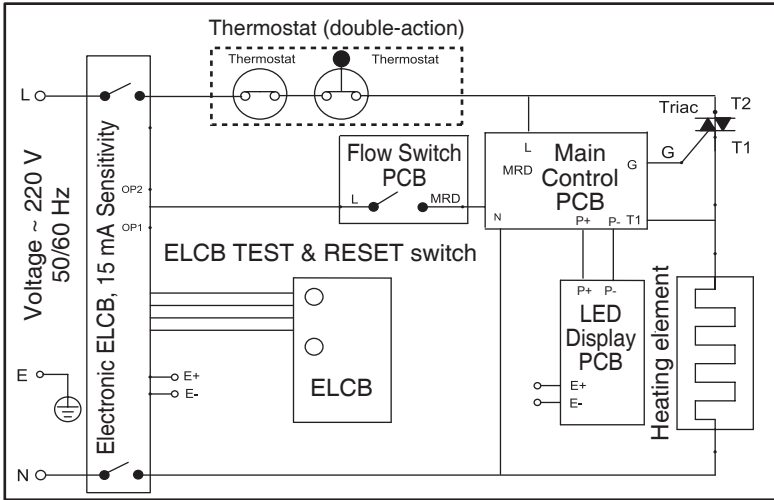 Thermostat (double-action)
Thermostat
Thermostat
L
Voltage ~ 220 V
50/60 Hz
Electronic ELCB, 15 mA Sensitivity
OP2
OP1
Flow Switch
PCB
L
MRD
L
MRD
Main
Control
PCB
G
N
P+
P-
T1
G
Triac
T2
T1
ELCB TEST & RESET switch
ELCB
P+
P-
LED
Display
PCB
E+
E-
Heating element
E
E+
E-
N